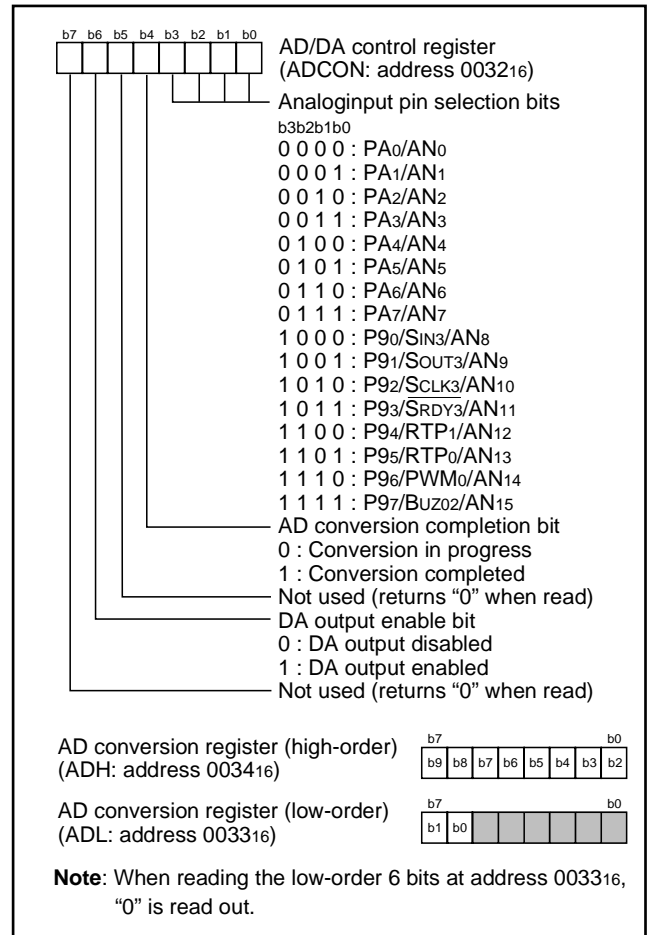 b7 b6 b5 b4 b3 b2 b1 b0
AD/DA control register
(ADCON: address 003216)
Analoginput pin selection bits
b3b2b1b0
0 0 0 0 : PA0/AN0
0 0 0 1 : PA1/AN1
0 0 1 0 : PA2/AN2
0 0 1 1 : PA3/AN3
0 1 0 0 : PA4/AN4
0 1 0 1 : PA5/AN5
0 1 1 0 : PA6/AN6
0 1 1 1 : PA7/AN7
1 0 0 0 : P90/SIN3/AN8
1 0 0 1 : P91/SOUT3/AN9
1 0 1 0 : P92/SCLK3/AN10
1 0 1 1 : P93/SRDY3/AN11
1 1 0 0 : P94/RTP1/AN12
1 1 0 1 : P95/RTP0/AN13
1 1 1 0 : P96/PWM0/AN14
1 1 1 1 : P97/BUZ02/AN15
AD conversion completion bit
0 : Conversion in progress
1 : Conversion completed
Not used (returns “0” when read)
DA output enable bit
0 : DA output disabled
1 : DA output enabled
Not used (returns “0” when read)
AD conversion register (high-order)
(ADH: address 003416)
b7 b0
b9 b8 b7 b6 b5 b4 b3 b2
AD conversion register (low-order)
(ADL: address 003316)
b7 b0
b1 b0
Note: When reading the low-order 6 bits at address 003316,
“0” is read out.